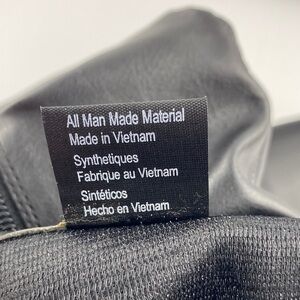 All Man Made Material
Made in Vietnam
Synthetiques
Fabrique au Vietnam
Sintéticos
Hecho en Vietnam